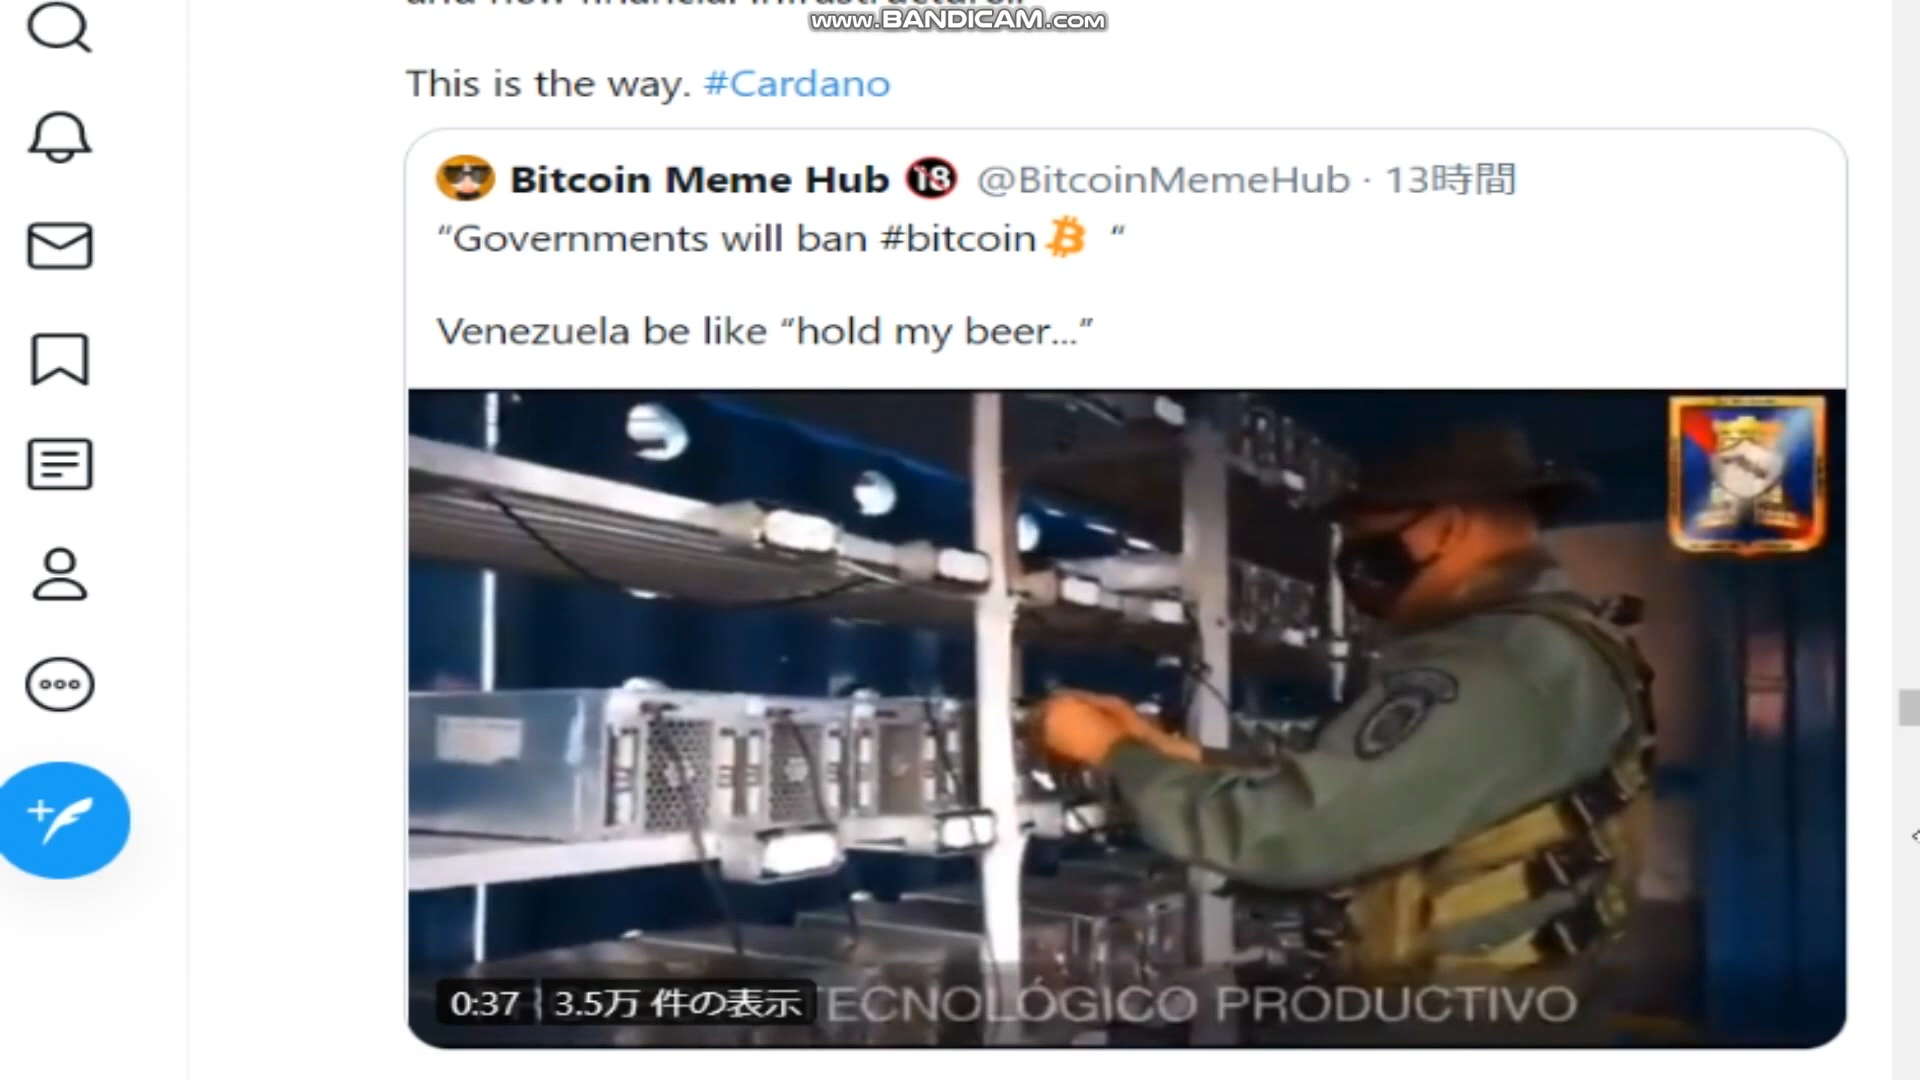 www.BANDICAM.com
This is the way. #Cardano
Bitcoin Meme Hub 🔞 @BitcoinMemeHub · 13時間
“Governments will ban #bitcoin “
Venezuela be like “hold my beer...”
0:37 3.5万 件の表示 ECNOLÓGICO PRODUCTIVO